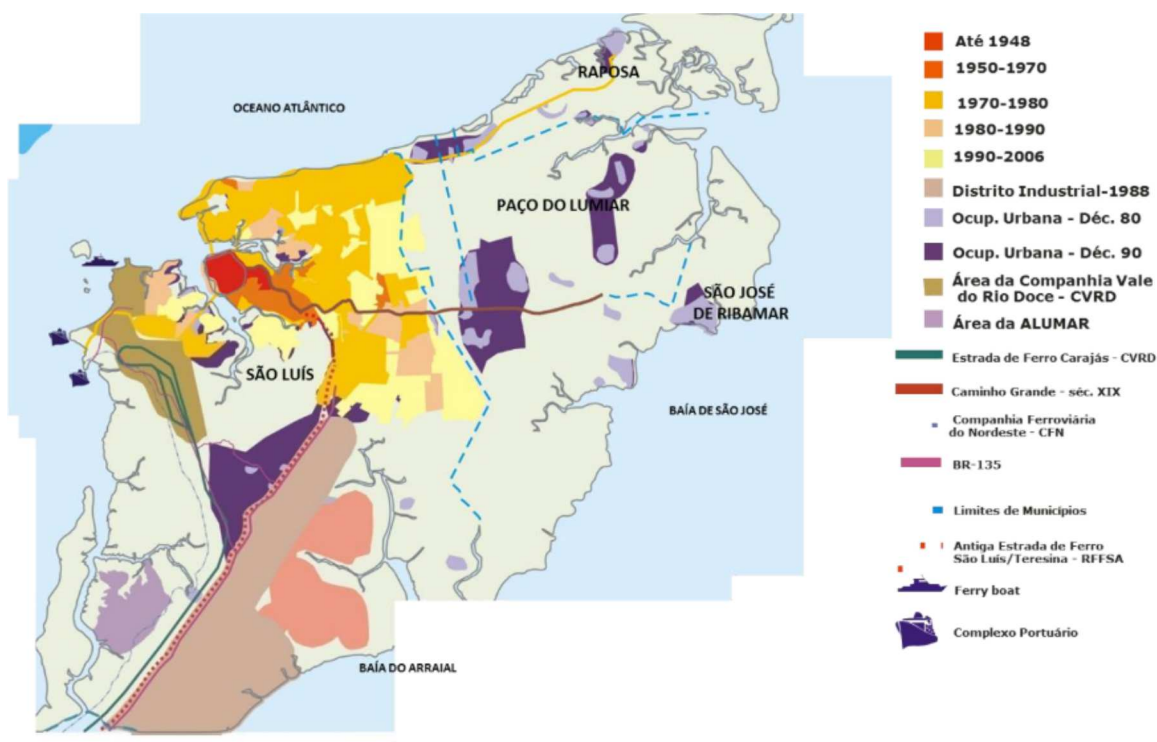 OCEANO ATLÂNTICO
RAPOSA
PAÇO DO LUMIAR
SÃO JOSÉ
DE RIBAMAR
SÃO LUÍS
BAÍA DE SÃO JOSÉ
BAÍA DO ARRAIAL
Até 1948
1950-1970
1970-1980
1980-1990
1990-2006
Distrito Industrial-1988
Ocup. Urbana - Déc. 80
Ocup. Urbana - Déc. 90
Área da Companhia Vale
do Rio Doce - CVRD
Área da ALUMAR
Estrada de Ferro Carajás - CVRD
Caminho Grande - séc. XIX
Companhia Ferroviária
do Nordeste - CFN
BR-135
Limites de Municípios
Antiga Estrada de Ferro
São Luís/Teresina - RFFSA
Ferry boat
Complexo Portuário